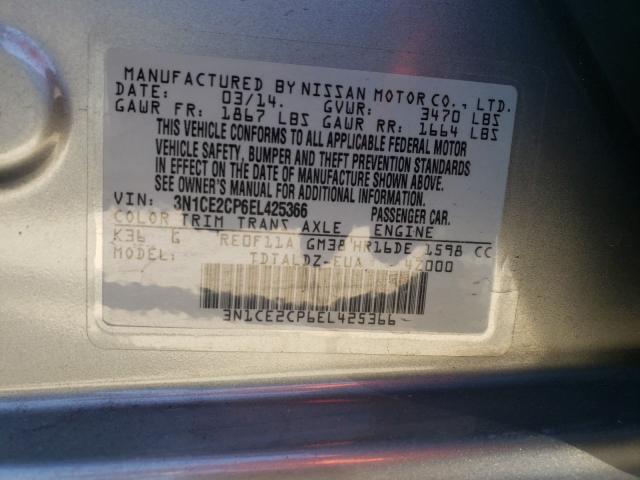 MANUFACTURED BY NISSAN MOTOR CO., LTD.
DATE: 03/14. GVWR: 3470 LBS
GAWR FR: 1867 LBS GAWR RR: 1664 LBS
THIS VEHICLE CONFORMS TO ALL APPLICABLE FEDERAL MOTOR
VEHICLE SAFETY, BUMPER AND THEFT PREVENTION STANDARDS
IN EFFECT ON THE DATE OF MANUFACTURE SHOWN ABOVE.
SEE OWNER'S MANUAL FOR ADDITIONAL INFORMATION.
VIN: 3N1CE2CP6EL425366 PASSENGER CAR.
COLOR TRIM TRANS AXLE ENGINE
K36 G RE0F11A GM38 HR16DE 1598 CC
MODEL: TDTALDZ-EUA 42000
3N1CE2CP6EL425366